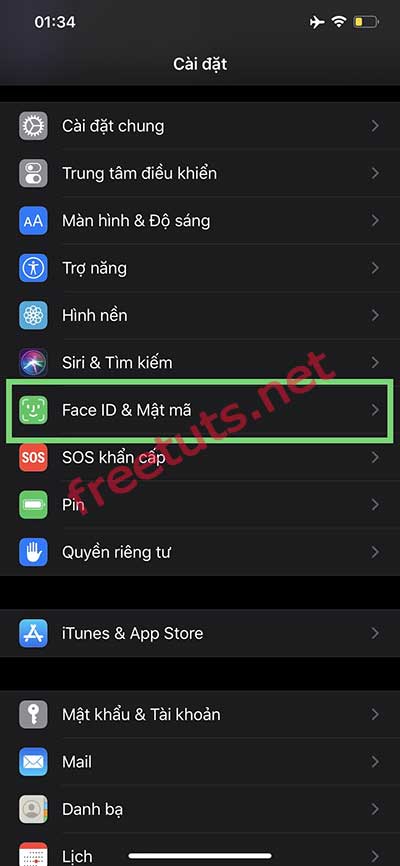 01:34
Cài đặt
Cài đặt chung
Trung tâm điều khiển
AA Màn hình & Độ sáng
Trợ năng
Hình nền
Siri & Tìm kiếm
Face ID & Mật mã
SOS SOS khẩn cấp
Pin
Quyền riêng tư
iTunes & App Store
Mật khẩu & Tài khoản
Mail
Danh bạ
Lịch
freetuts.net